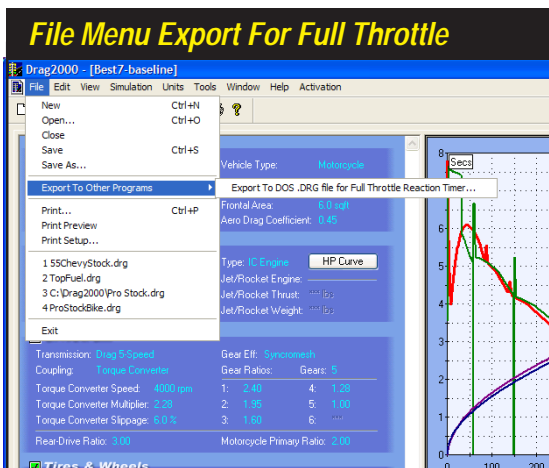 File Menu Export For Full Throttle
Drag2000 - [Best7-baseline]
File Edit View Simulation Units Tools Window Help Activation
New Ctrl+N
Open... Ctrl+O
Close
Save Ctrl+S
Save As...
Export To Other Programs
Export To DOS .DRG file for Full Throttle Reaction Timer...
Print... Ctrl+P
Print Preview
Print Setup...
1 55ChevyStock.drg
2 TopFuel.drg
3 C:\Drag2000\Pro Stock.drg
4 ProStockBike.drg
Exit
Vehicle Type: Motorcycle
Frontal Area: 6.0 sqft
Aero Drag Coefficient: 0.45
Type: IC Engine HP Curve
Jet/Rocket Engine:
Jet/Rocket Thrust: *** lbs
Jet/Rocket Weight: *** lbs
Transmission: Drag 5-Speed Gear Eff: Syncromesh
Coupling: Torque Converter Gear Ratios: Gears: 5
Torque Converter Speed: 4000 rpm 1: 2.40 4: 1.28
Torque Converter Multiplier: 2.28 2: 1.95 5: 1.00
Torque Converter Slippage: 6.0 % 3: 1.60 6: ***
Rear-Drive Ratio: 3.00 Motorcycle Primary Ratio: 2.00
Tires & Wheels
Secs
8
6
5
4
3
2
1
0
0 100 200